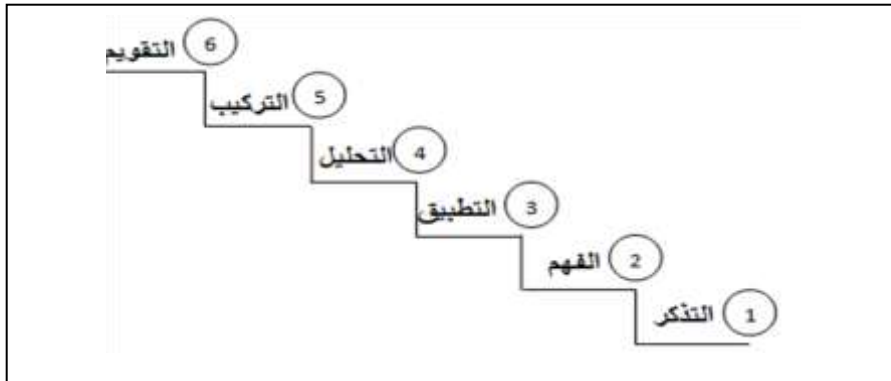 6 التقويم
5 التركيب
4 التحليل
3 التطبيق
2 الفهم
1 التذكر